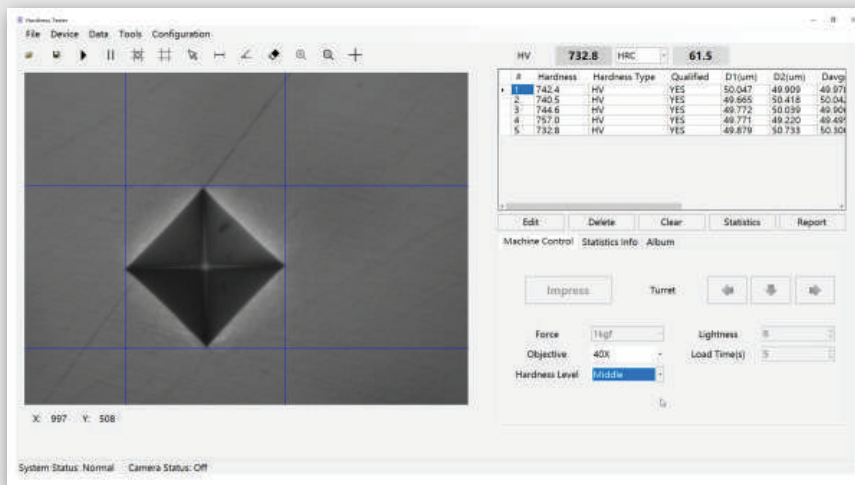 Hardness Tester
File Device Data Tools Configuration
HV 732.8 HRC 61.5
# Hardness Hardness Type Qualified D1(um) D2(um)
1 742.4 HV YES 50.047 49.909
2 740.5 HV YES 49.665 50.418
3 744.6 HV YES 49.772 50.039
4 757.0 HV YES 49.771 49.220
5 732.8 HV YES 49.879 50.733
Edit Delete Clear Statistics Report
Machine Control Statistics Info Album
Impress Turret
Force 1kgf Lightness 8
Objective 40X Load Time(s) 5
Hardness Level Middle
X: 997 Y: 508
System Status: Normal Camera Status: Off